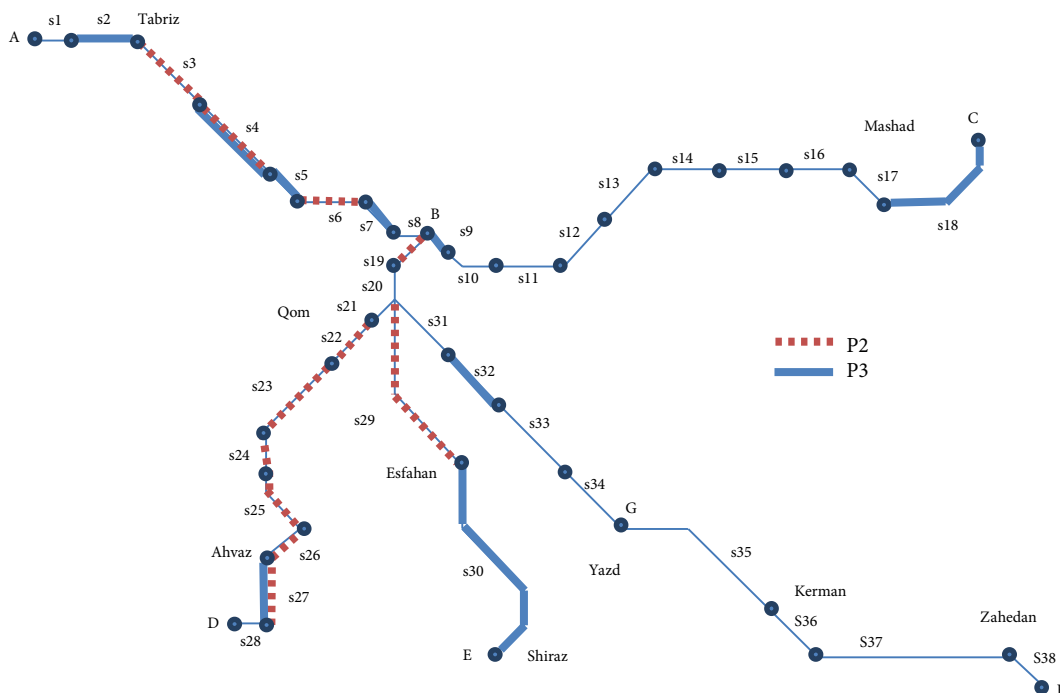 s1
s2
Tabriz
A
s3
s4
s5
s6
s7
s8
B
s9
s10
s11
s12
s13
s14
s15
s16
Mashad
s17
C
s18
s19
s20
s21
Qom
s22
s23
s24
s25
s26
Ahvaz
s27
D
s28
s29
Esfahan
s30
E
Shiraz
s31
s32
s33
s34
G
Yazd
s35
Kerman
S36
S37
Zahedan
S38
P2
P3